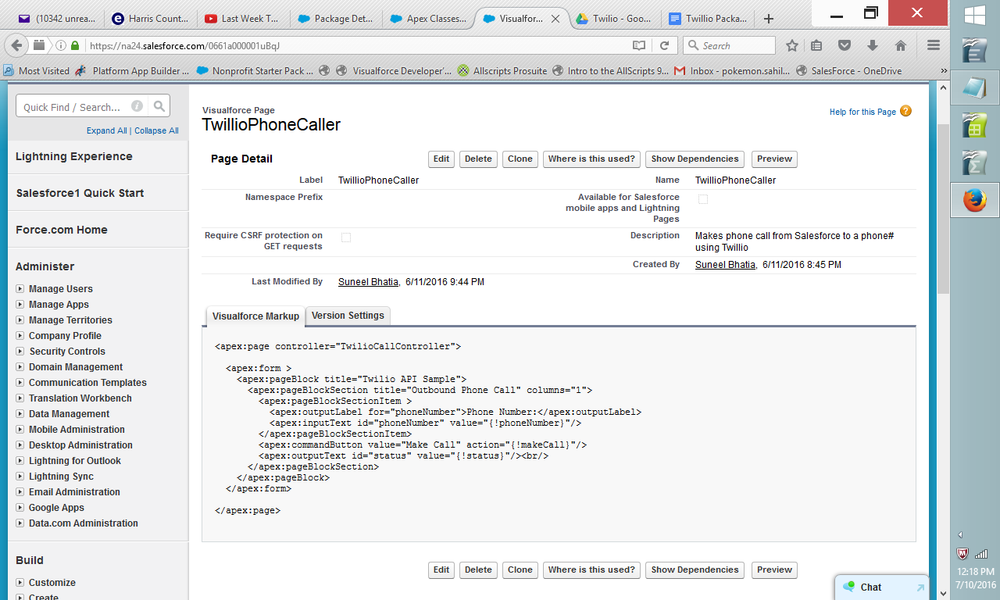 (10342 unrea...
Harris Count...
Last Week T...
Package Det...
Apex Classes...
Visualfor...
Twilio - Goo...
Twillio Packa...
https://na24.salesforce.com/0661a000001uBqJ
Search
Most Visited
Platform App Builder ...
Nonprofit Starter Pack ...
Visualforce Developer'...
Allscripts Prosuite
Intro to the AllScripts 9...
Inbox - pokemon.sahil...
SalesForce - OneDrive
Quick Find / Search...
Expand All | Collapse All
Lightning Experience
Salesforce1 Quick Start
Force.com Home
Administer
Manage Users
Manage Apps
Manage Territories
Company Profile
Security Controls
Domain Management
Communication Templates
Translation Workbench
Data Management
Mobile Administration
Desktop Administration
Lightning for Outlook
Lightning Sync
Email Administration
Google Apps
Data.com Administration
Build
Customize
Create
Visualforce Page
TwillioPhoneCaller
Help for this Page
Page Detail
Edit Delete Clone Where is this used? Show Dependencies Preview
Label TwillioPhoneCaller Name TwillioPhoneCaller
Namespace Prefix
Available for Salesforce
mobile apps and Lightning
Pages
Require CSRF protection on
GET requests
Description Makes phone call from Salesforce to a phone#
using Twillio
Created By Suneel Bhatia, 6/11/2016 8:45 PM
Last Modified By Suneel Bhatia, 6/11/2016 9:44 PM
Visualforce Markup
Version Settings
<apex:page controller="TwilioCallController">
<apex:form >
<apex:pageBlock title="Twilio API Sample">
<apex:pageBlockSection title="Outbound Phone Call" columns="1">
<apex:pageBlockSectionItem >
<apex:outputLabel for="phoneNumber">Phone Number:</apex:outputLabel>
<apex:inputText id="phoneNumber" value="{!phoneNumber}"/>
</apex:pageBlockSectionItem>
<apex:commandButton value="Make Call" action="{!makeCall}"/>
<apex:outputText id="status" value="{!status}"/><br/>
</apex:pageBlockSection>
</apex:pageBlock>
</apex:form>
</apex:page>
Edit Delete Clone Where is this used? Show Dependencies Preview
Chat
12:18 PM
7/10/2016